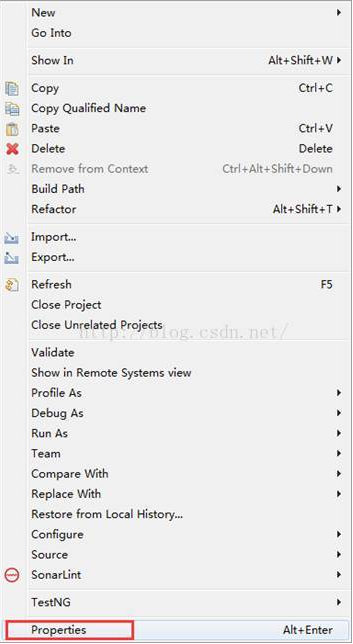 New
Go Into
Show In Alt+Shift+W
Copy Ctrl+C
Copy Qualified Name
Paste Ctrl+V
Delete Delete
Remove from Context Ctrl+Alt+Shift+Down
Build Path
Refactor Alt+Shift+T
Import...
Export...
Refresh F5
Close Project
Close Unrelated Projects
http://blog.csdn.net/
Validate
Show in Remote Systems view
Profile As
Debug As
Run As
Team
Compare With
Replace With
Restore from Local History...
Configure
Source
SonarLint
TestNG
Properties Alt+Enter